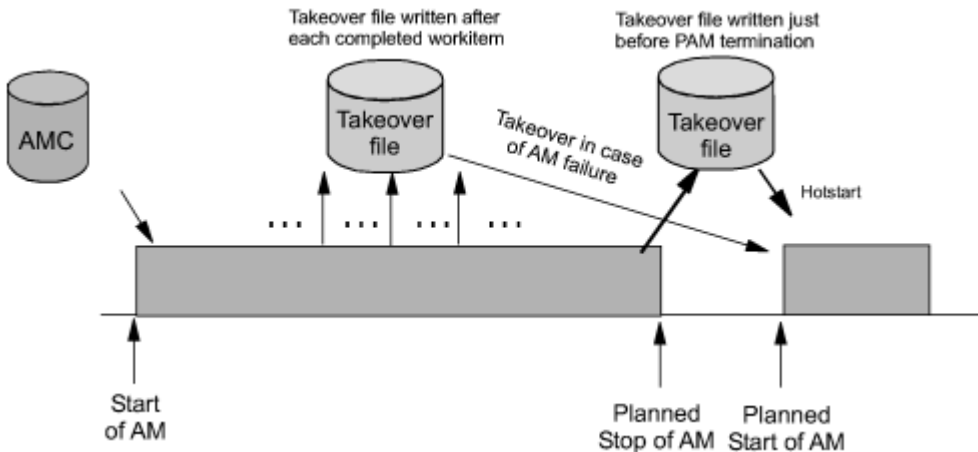 Takeover file written after
each completed workitem
Takeover file written just
before PAM termination
AMC
Takeover
file
Takeover in case
of AM failure
Takeover
file
Hotstart
... ... ... ...
Start
of AM
Planned
Stop of AM
Planned
Start of AM